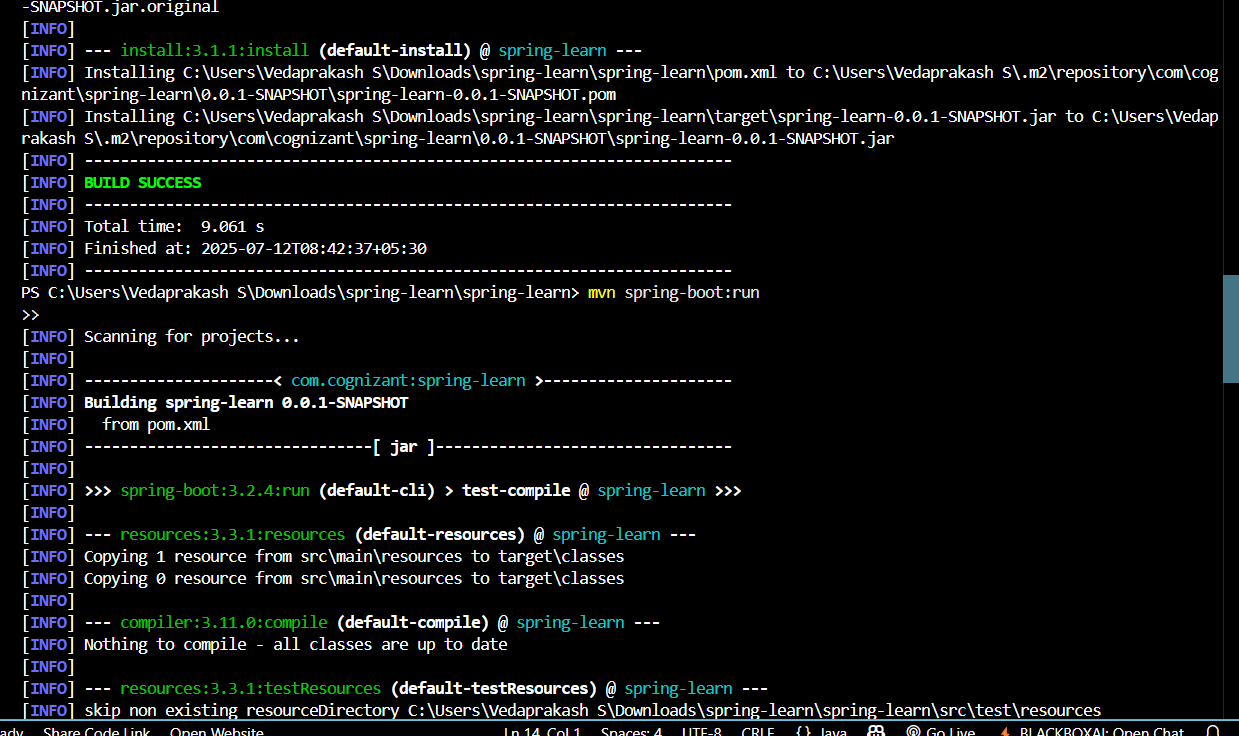 -SNAPSHOT.jar.original
[INFO]
[INFO] --- install:3.1.1:install (default-install) @ spring-learn ---
[INFO] Installing C:\Users\Vedaprakash S\Downloads\spring-learn\spring-learn\pom.xml to C:\Users\Vedaprakash S\.m2\repository\com\cog
nizant\spring-learn\0.0.1-SNAPSHOT\spring-learn-0.0.1-SNAPSHOT.pom
[INFO] Installing C:\Users\Vedaprakash S\Downloads\spring-learn\spring-learn\target\spring-learn-0.0.1-SNAPSHOT.jar to C:\Users\Vedap
rakash S\.m2\repository\com\cognizant\spring-learn\0.0.1-SNAPSHOT\spring-learn-0.0.1-SNAPSHOT.jar
[INFO] ------------------------------------------------------------------------
[INFO] BUILD SUCCESS
[INFO] ------------------------------------------------------------------------
[INFO] Total time:  9.061 s
[INFO] Finished at: 2025-07-12T08:42:37+05:30
[INFO] ------------------------------------------------------------------------
PS C:\Users\Vedaprakash S\Downloads\spring-learn\spring-learn> mvn spring-boot:run
>>
[INFO] Scanning for projects...
[INFO]
[INFO] ---------------------< com.cognizant:spring-learn >---------------------
[INFO] Building spring-learn 0.0.1-SNAPSHOT
[INFO]   from pom.xml
[INFO] --------------------------------[ jar ]---------------------------------
[INFO]
[INFO] >>> spring-boot:3.2.4:run (default-cli) > test-compile @ spring-learn >>>
[INFO]
[INFO] --- resources:3.3.1:resources (default-resources) @ spring-learn ---
[INFO] Copying 1 resource from src\main\resources to target\classes
[INFO] Copying 0 resource from src\main\resources to target\classes
[INFO]
[INFO] --- compiler:3.11.0:compile (default-compile) @ spring-learn ---
[INFO] Nothing to compile - all classes are up to date
[INFO]
[INFO] --- resources:3.3.1:testResources (default-testResources) @ spring-learn ---
[INFO] skip non existing resourceDirectory C:\Users\Vedaprakash S\Downloads\spring-learn\spring-learn\src\test\resources
ady Share Code Link Open Website Ln 14, Col 1 Spaces: 4 UTF-8 CRLF {} Java Go Live BLACKBOXAI: Open Chat